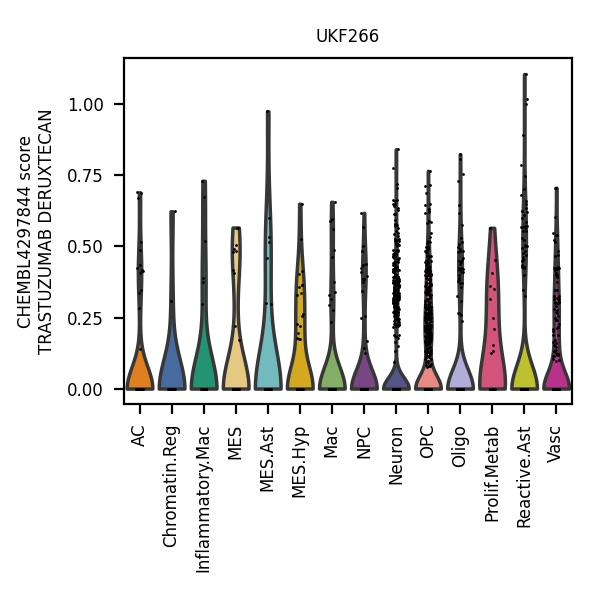 UKF266
CHEMBL4297844 score
TRASTUZUMAB DERUXTECAN
1.00
0.75
0.50
0.25
0.00
AC
Chromatin.Reg
Inflammatory.Mac
MES
MES.Ast
MES.Hyp
Mac
NPC
Neuron
OPC
Oligo
Prolif.Metab
Reactive.Ast
Vasc